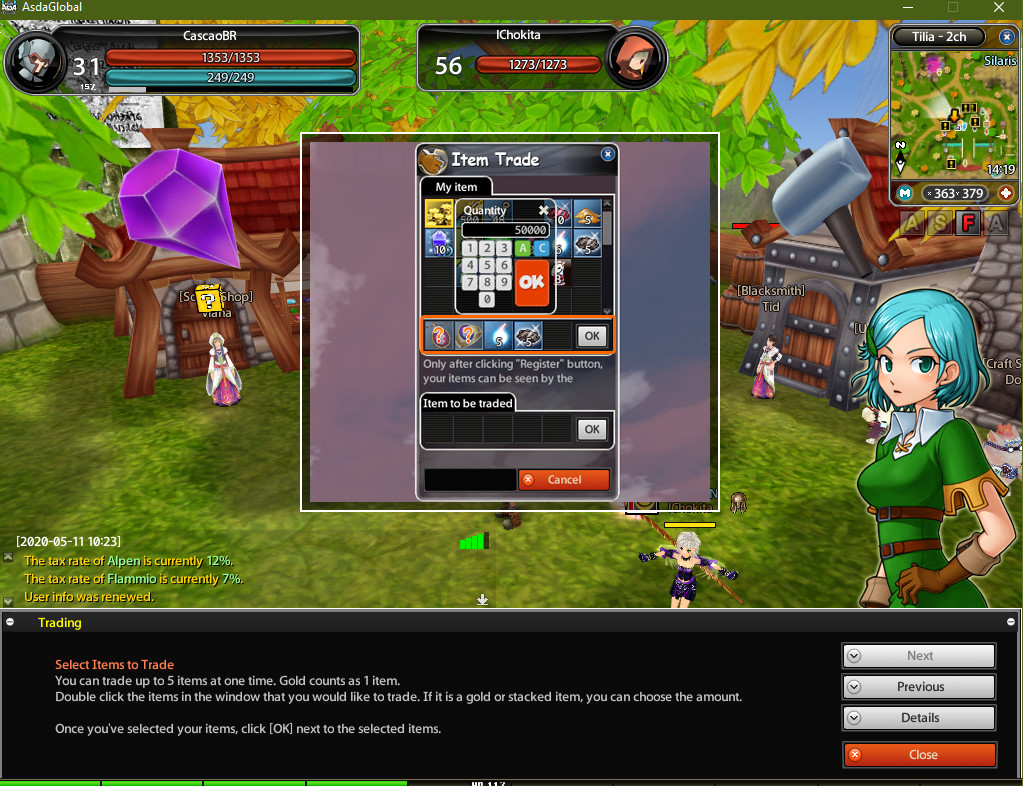 AsdaGlobal
CascaoBR
31
1353/1353
249/249
15%
IChokita
56
1273/1273
Tilia - 2ch
Silaris
N
14:19
M
x 363 Y 379
A S F A
Item Trade
My item
Quantity
50000
1 2 3 A C
4 5 6
7 8 9
0
OK
10
5
5
5
5
OK
Only after clicking "Register" button,
your items can be seen by the
Item to be traded
OK
Cancel
Shop]
Viana
[Blacksmith]
Tid
[Craft S
Do
IChokita
[2020-05-11 10:23]
The tax rate of Alpen is currently 12%.
The tax rate of Flammio is currently 7%.
User info was renewed.
Trading
Select Items to Trade
You can trade up to 5 items at one time. Gold counts as 1 item.
Double click the items in the window that you would like to trade. If it is a gold or stacked item, you can choose the amount.
Once you've selected your items, click [OK] next to the selected items.
Next
Previous
Details
Close